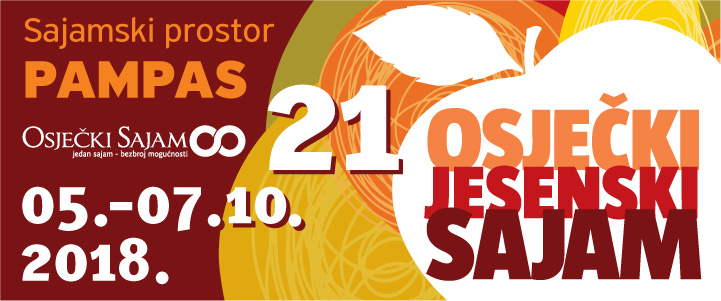 Sajamski prostor
PAMPAS
OSJEČKI SAJAM
jedan sajam - bezbroj mogućnosti
05.-07.10.
2018.
21
OSJEČKI
JESENSKI
SAJAM